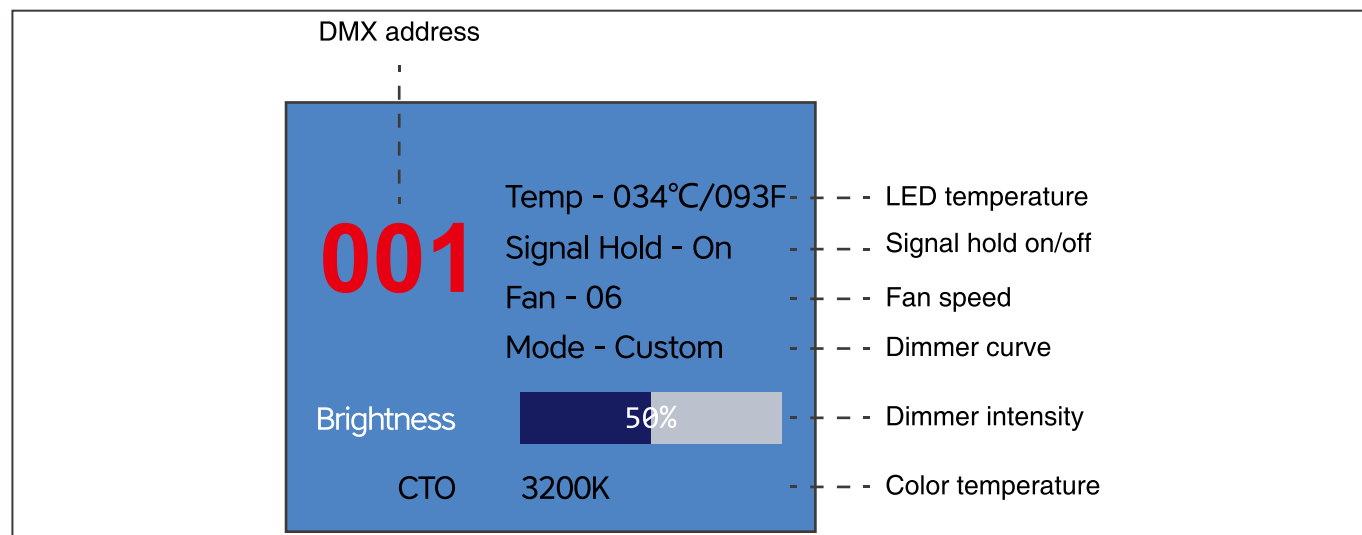 DMX address
001
Temp - 034℃/093F
LED temperature
Signal Hold - On
Signal hold on/off
Fan - 06
Fan speed
Mode - Custom
Dimmer curve
Brightness
50%
Dimmer intensity
CTO
3200K
Color temperature